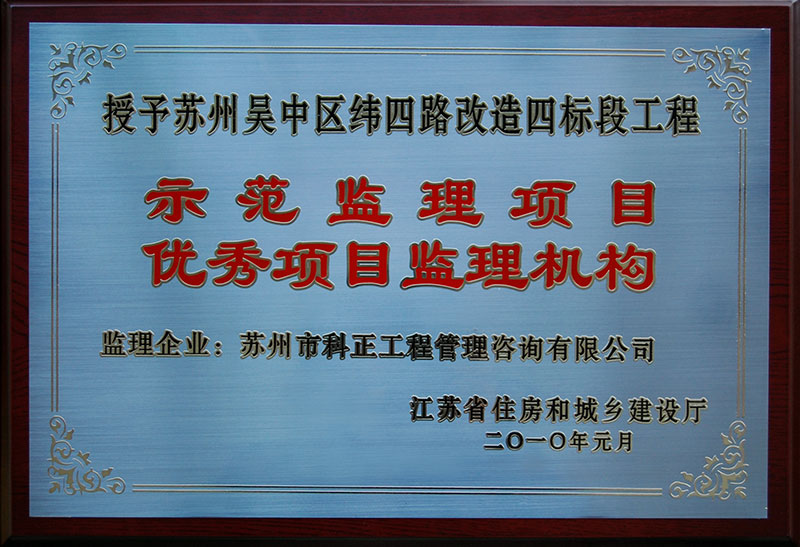 授予苏州吴中区纬四路改造四标段工程
示范监理项目
优秀项目监理机构
监理企业：苏州市科正工程管理咨询有限公司
江苏省住房和城乡建设厅
二〇一〇年元月